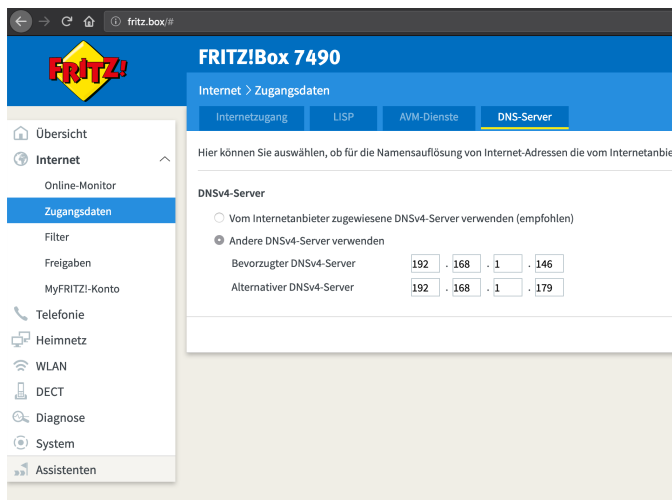 fritz.box/#
FRITZ!
FRITZ!Box 7490
Internet > Zugangsdaten
Internetzugang LISP AVM-Dienste DNS-Server
Übersicht
Internet
Online-Monitor
Zugangsdaten
Filter
Freigaben
MyFRITZ!-Konto
Telefonie
Heimnetz
WLAN
DECT
Diagnose
System
Assistenten
Hier können Sie auswählen, ob für die Namensauflösung von Internet-Adressen die vom Internetanbie
DNSv4-Server
Vom Internetanbieter zugewiesene DNSv4-Server verwenden (empfohlen)
Andere DNSv4-Server verwenden
Bevorzugter DNSv4-Server 192 . 168 . 1 . 146
Alternativer DNSv4-Server 192 . 168 . 1 . 179